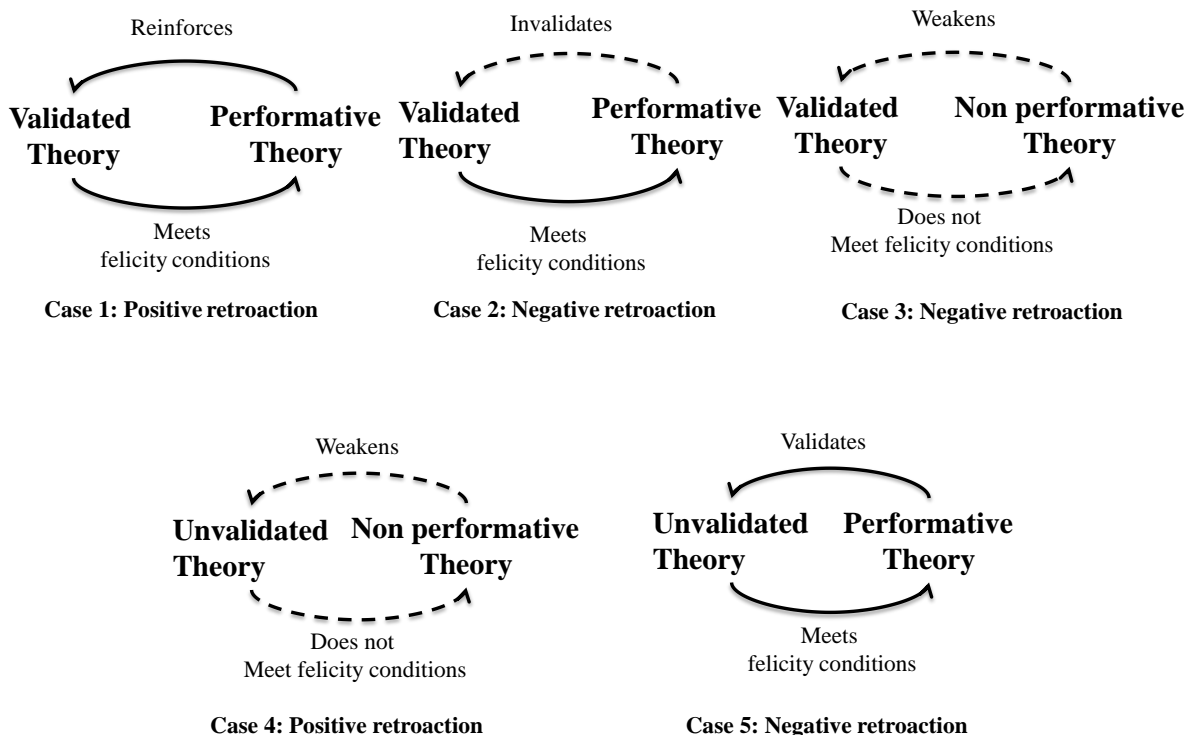 Reinforces
Validated
Theory
Performative
Theory
Meets
felicity conditions
Case 1: Positive retroaction
Invalidates
Validated
Theory
Performative
Theory
Meets
felicity conditions
Case 2: Negative retroaction
Weakens
Validated
Theory
Non performative
Theory
Does not
Meet felicity conditions
Case 3: Negative retroaction
Weakens
Unvalidated
Theory
Non performative
Theory
Does not
Meet felicity conditions
Case 4: Positive retroaction
Validates
Unvalidated
Theory
Performative
Theory
Meets
felicity conditions
Case 5: Negative retroaction